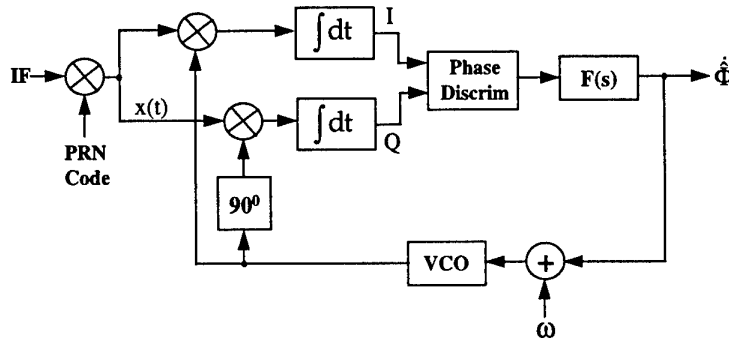 ∫dt
I
IF
Phase
Discrim
F(s)
Φ̂̇
x(t)
∫dt
Q
PRN
Code
90⁰
VCO
+
ω